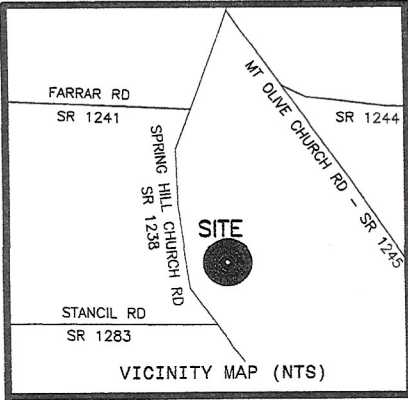 FARRAR RD
SR 1241
MT OLIVE CHURCH RD – SR 1245
SR 1244
SPRING HILL CHURCH RD
SR 1238
SITE
STANCIL RD
SR 1283
VICINITY MAP (NTS)